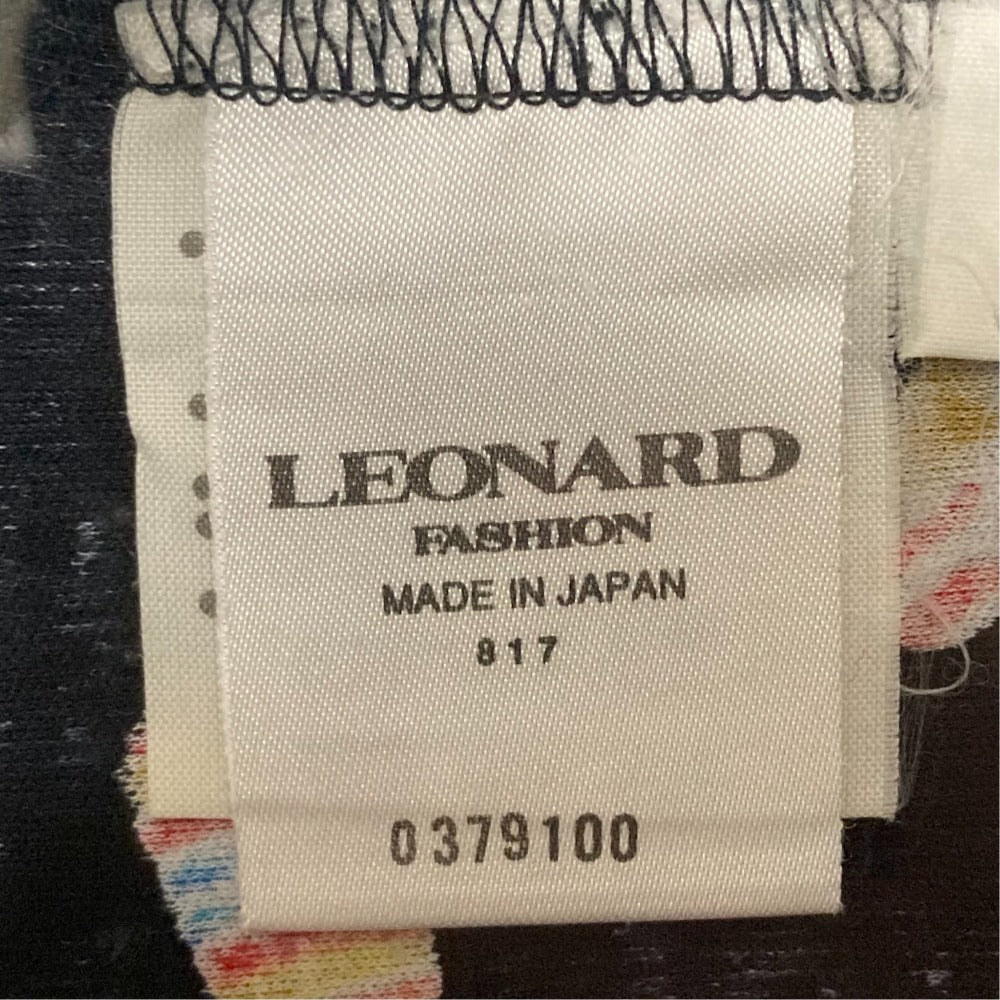 LEONARD
FASHION
MADE IN JAPAN
817
0379100